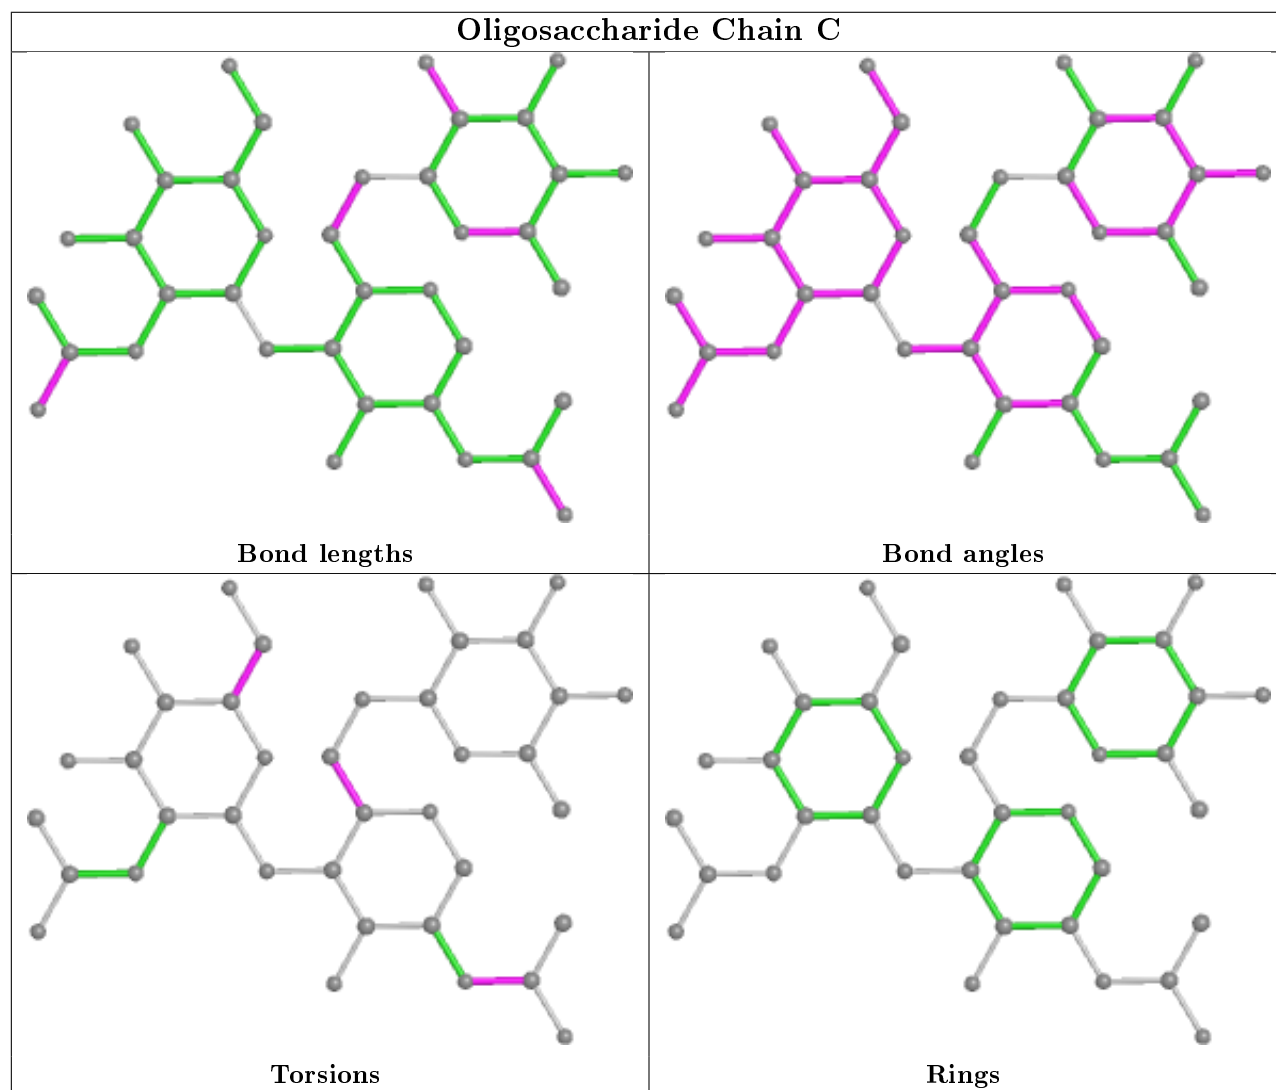 Oligosaccharide Chain C
Bond lengths
Bond angles
Torsions
Rings